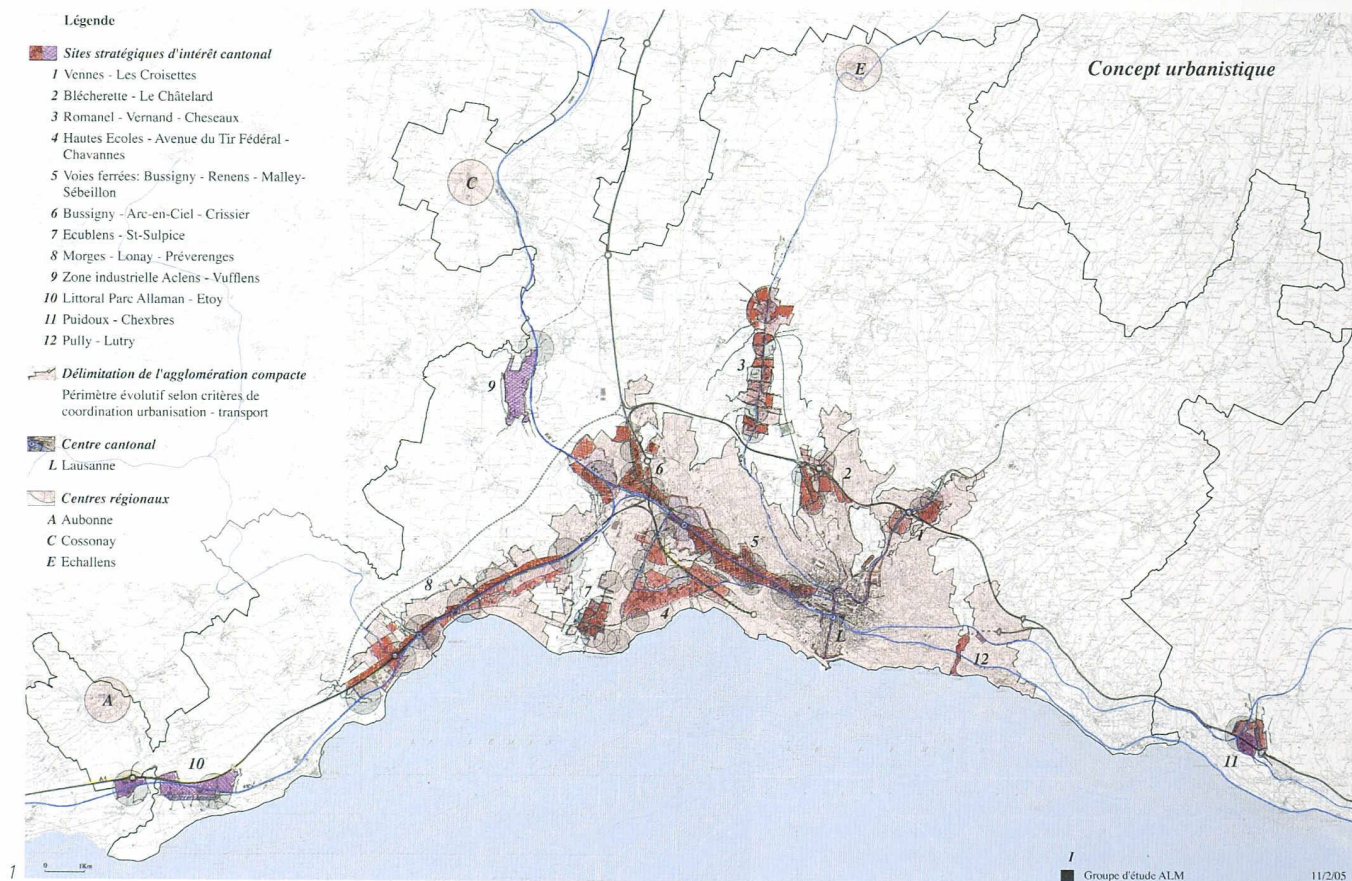 Légende
Sites stratégiques d'intérêt cantonal
1 Vennes - Les Croisettes
2 Blécherette - Le Châtelard
3 Romanel - Vernand - Cheseaux
4 Hautes Ecoles - Avenue du Tir Fédéral -
Chavannes
5 Voies ferrées: Bussigny - Renens - Malley-
Sébeillon
6 Bussigny - Arc-en-Ciel - Crissier
7 Ecublens - St-Sulpice
8 Morges - Lonay - Préverenges
9 Zone industrielle Aclens - Vufflens
10 Littoral Parc Allaman - Etoy
11 Puidoux - Chexbres
12 Pully - Lutry
Délimitation de l'agglomération compacte
Périmètre évolutif selon critères de
coordination urbanisation - transport
Centre cantonal
L Lausanne
Centres régionaux
A Aubonne
C Cossonay
E Echallens
Concept urbanistique
E
C
3
9
2
6
1
5
8
7
4
L
12
A
10
11
0 1Km
1
I
Groupe d'étude ALM
11/2/05